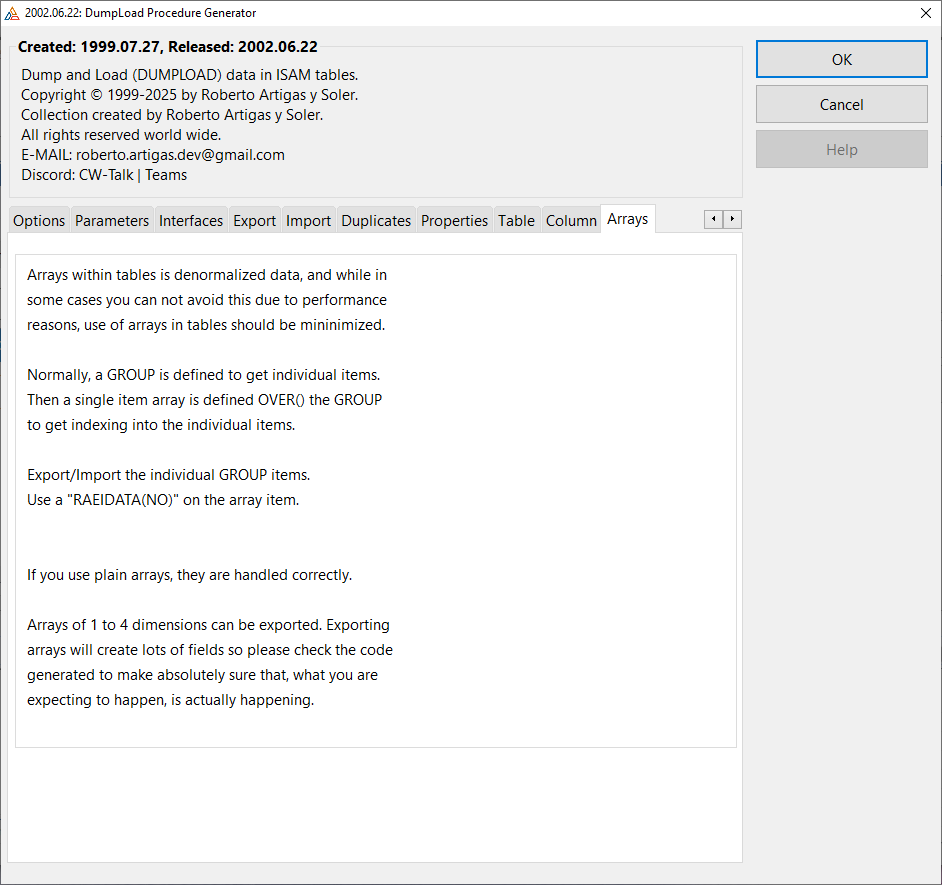 2002.06.22: DumpLoad Procedure Generator
Created: 1999.07.27, Released: 2002.06.22
Dump and Load (DUMPLOAD) data in ISAM tables.
Copyright © 1999-2025 by Roberto Artigas y Soler.
Collection created by Roberto Artigas y Soler.
All rights reserved world wide.
E-MAIL: roberto.artigas.dev@gmail.com
Discord: CW-Talk | Teams
OK
Cancel
Help
Options Parameters Interfaces Export Import Duplicates Properties Table Column Arrays
Arrays within tables is denormalized data, and while in
some cases you can not avoid this due to performance
reasons, use of arrays in tables should be mininimized.
Normally, a GROUP is defined to get individual items.
Then a single item array is defined OVER() the GROUP
to get indexing into the individual items.
Export/Import the individual GROUP items.
Use a "RAEIDATA(NO)" on the array item.
If you use plain arrays, they are handled correctly.
Arrays of 1 to 4 dimensions can be exported. Exporting
arrays will create lots of fields so please check the code
generated to make absolutely sure that, what you are
expecting to happen, is actually happening.